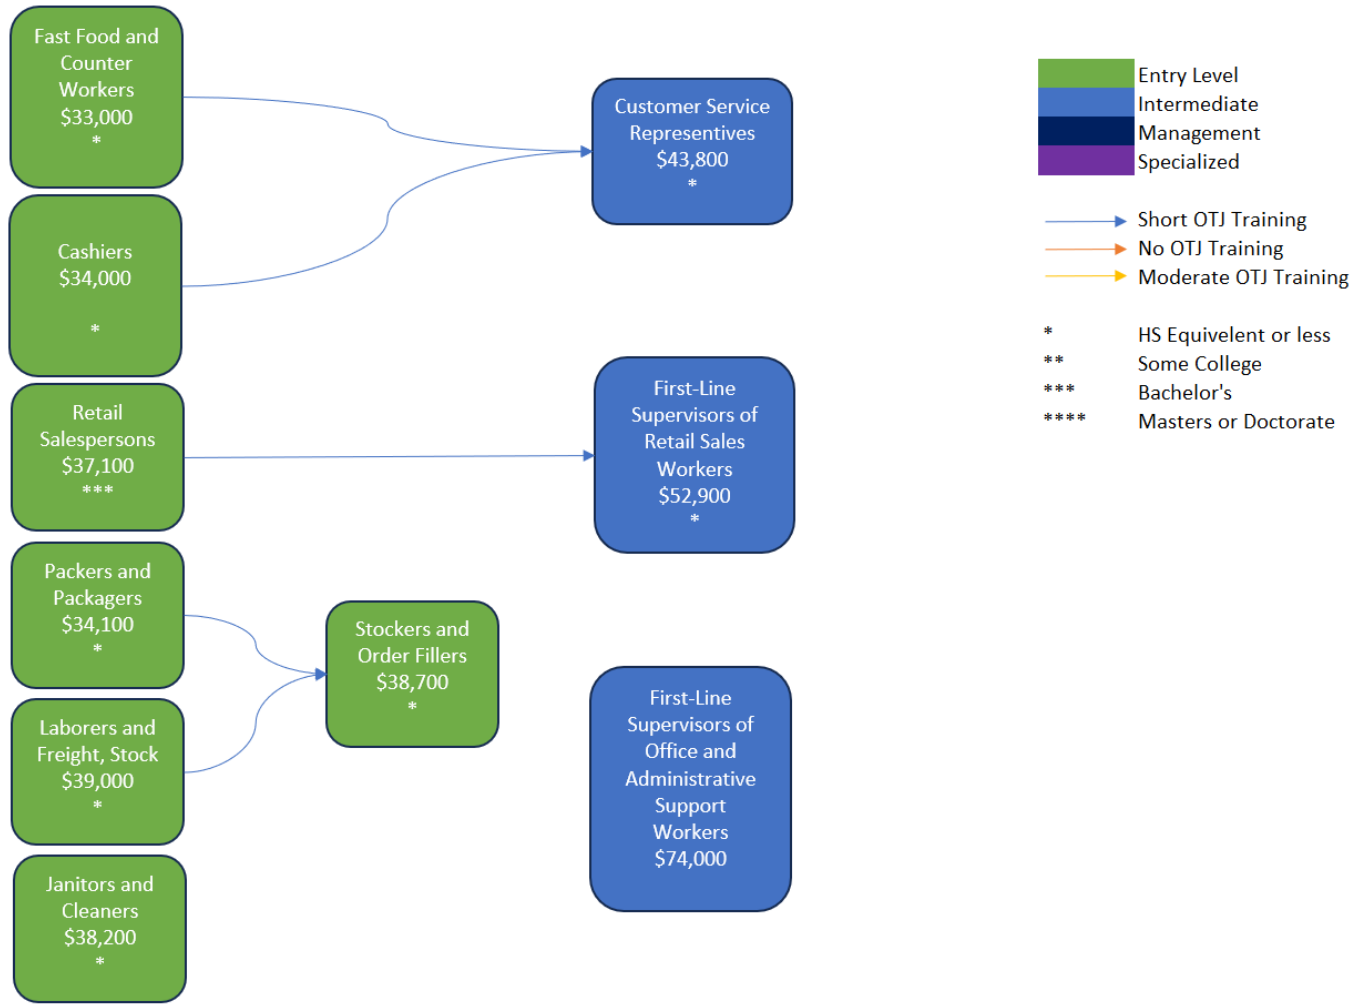 Fast Food and
Counter
Workers
$33,000
*
Cashiers
$34,000
*
Retail
Salespersons
$37,100
***
Packers and
Packagers
$34,100
*
Laborers and
Freight, Stock
$39,000
*
Janitors and
Cleaners
$38,200
*
Stockers and
Order Fillers
$38,700
*
Customer Service
Representives
$43,800
*
First-Line
Supervisors of
Retail Sales
Workers
$52,900
*
First-Line
Supervisors of
Office and
Administrative
Support
Workers
$74,000
Entry Level
Intermediate
Management
Specialized
Short OTJ Training
No OTJ Training
Moderate OTJ Training
* HS Equivelent or less
** Some College
*** Bachelor's
**** Masters or Doctorate